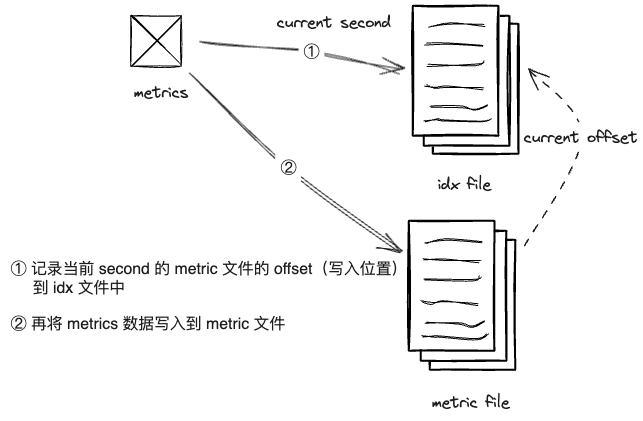 current second
①
metrics
current offset
②
idx file
① 记录当前 second 的 metric 文件的 offset（写入位置）
到 idx 文件中
② 再将 metrics 数据写入到 metric 文件
metric file